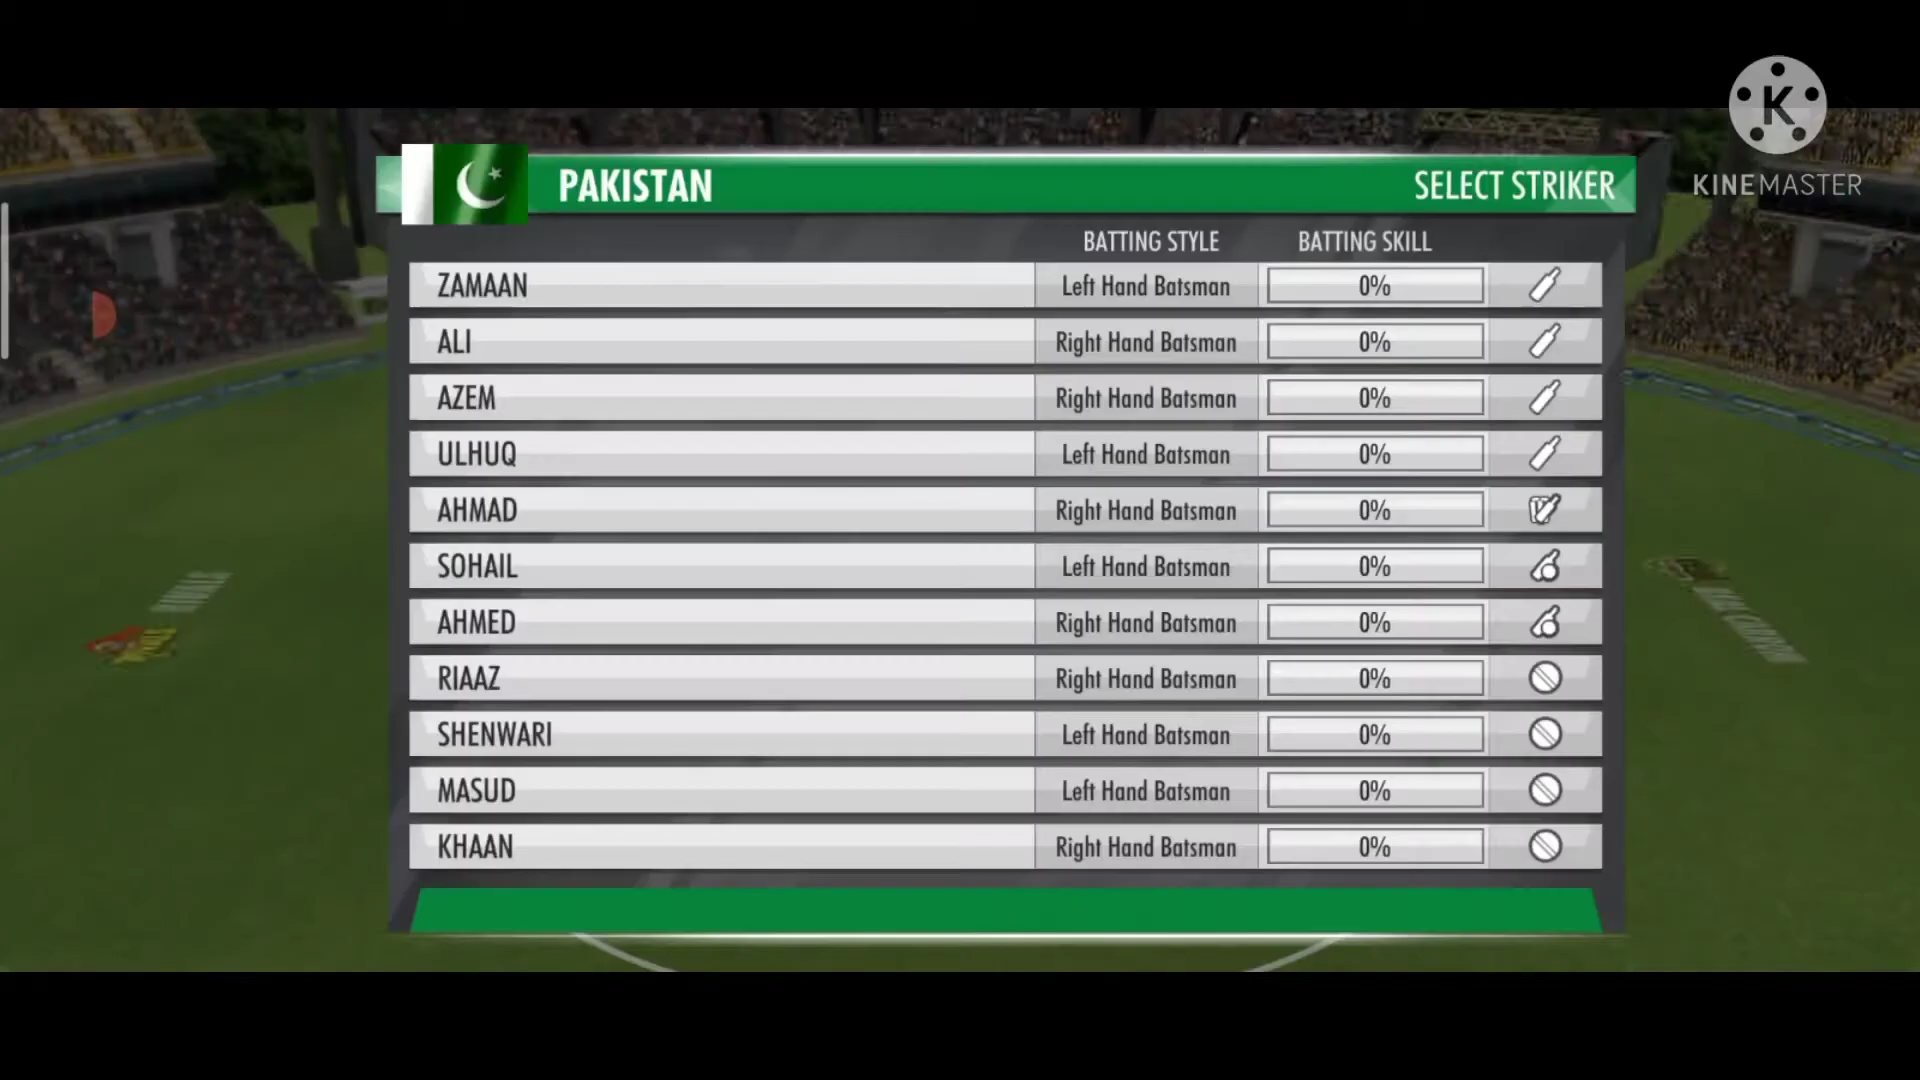 K
KINEMASTER
PAKISTAN SELECT STRIKER
BATTING STYLE BATTING SKILL
ZAMAAN Left Hand Batsman 0%
ALI Right Hand Batsman 0%
AZEM Right Hand Batsman 0%
ULHUQ Left Hand Batsman 0%
AHMAD Right Hand Batsman 0%
SOHAIL Left Hand Batsman 0%
AHMED Right Hand Batsman 0%
RIAAZ Right Hand Batsman 0%
SHENWARI Left Hand Batsman 0%
MASUD Left Hand Batsman 0%
KHAAN Right Hand Batsman 0%